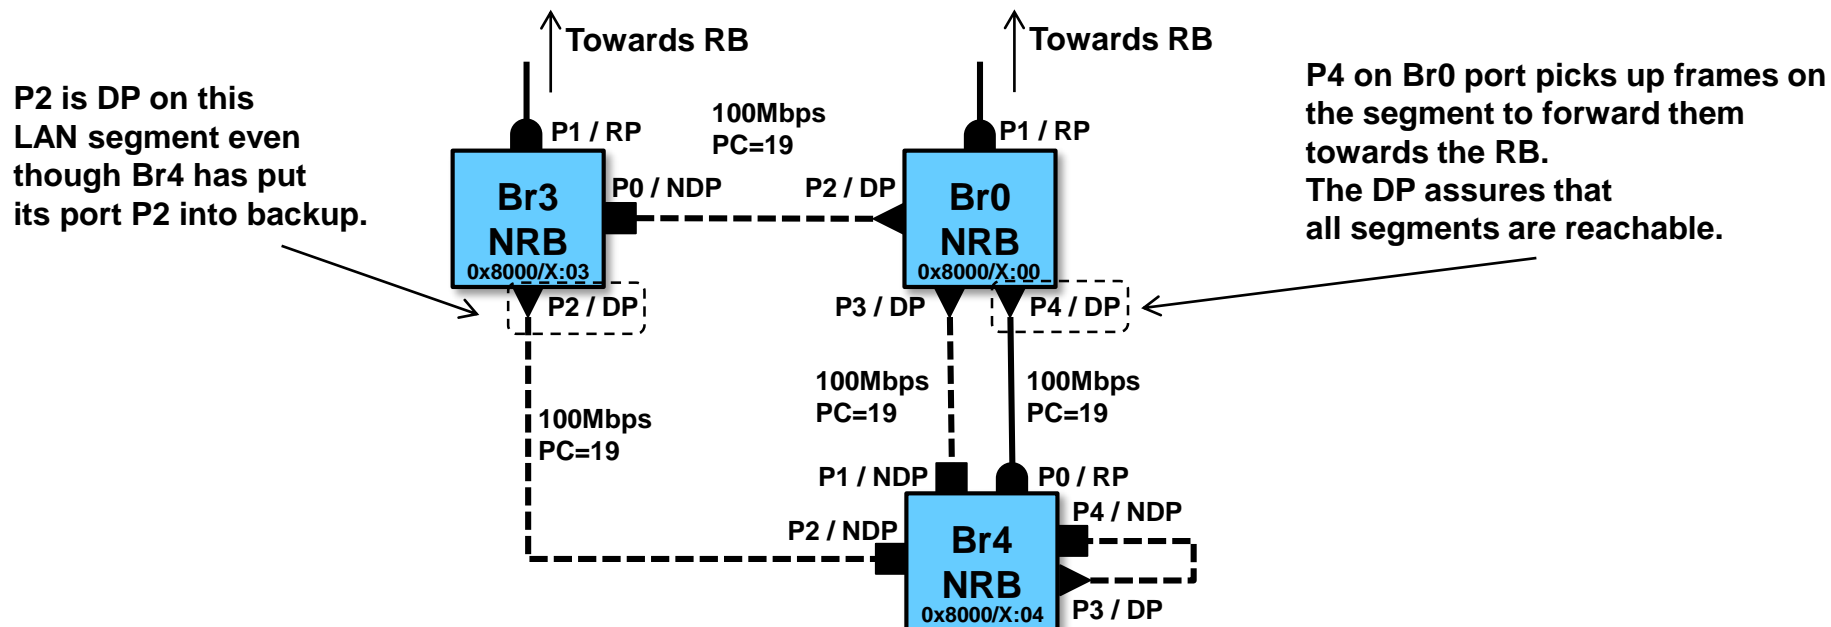 Towards RB
Towards RB
P2 is DP on this
LAN segment even
though Br4 has put
its port P2 into backup.
P4 on Br0 port picks up frames on
the segment to forward them
towards the RB.
The DP assures that
all segments are reachable.
100Mbps
PC=19
P1 / RP
P1 / RP
Br3
NRB
0x8000/X:03
P0 / NDP
P2 / DP
Br0
NRB
0x8000/X:00
P2 / DP
P3 / DP
P4 / DP
100Mbps
PC=19
100Mbps
PC=19
100Mbps
PC=19
P1 / NDP
P0 / RP
P2 / NDP
P4 / NDP
Br4
NRB
0x8000/X:04
P3 / DP